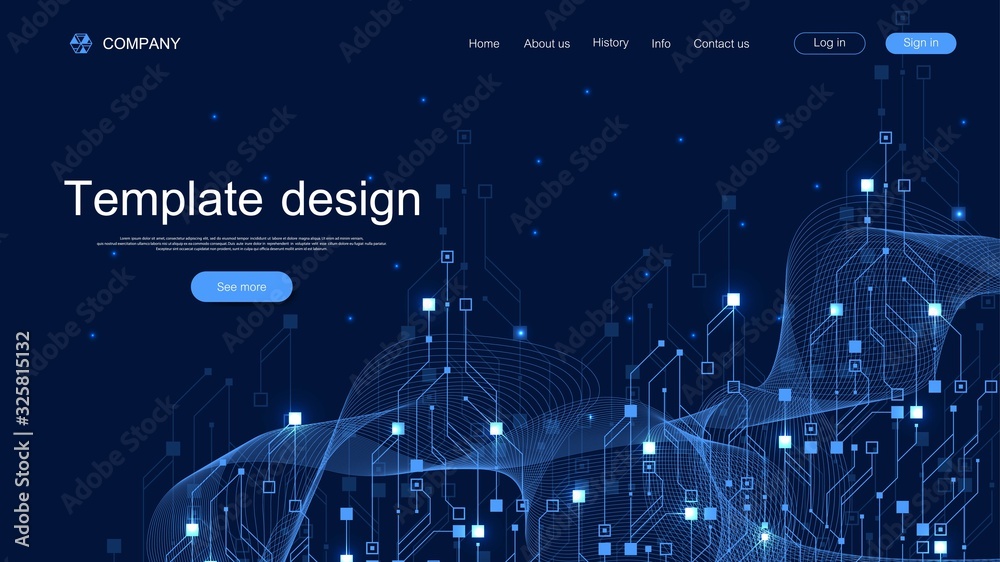 COMPANY
Home About us History Info Contact us Log in Sign in
Template design
Lorem ipsum dolor sit amet, consectetur adipiscing elit, sed do eiusmod tempor incididunt ut labore et dolore magna aliqua. Ut enim ad minim veniam,
quis nostrud exercitation ullamco laboris nisi ut aliquip ex ea commodo consequat. Duis aute irure dolor in reprehenderit in voluptate velit esse cillum dolore eu fugiat nulla pariatur.
Excepteur sint occaecat cupidatat non proident, sunt in culpa qui officia deserunt mollit anim id est laborum.
See more
Adobe Stock | #325815132
Adobe Stock